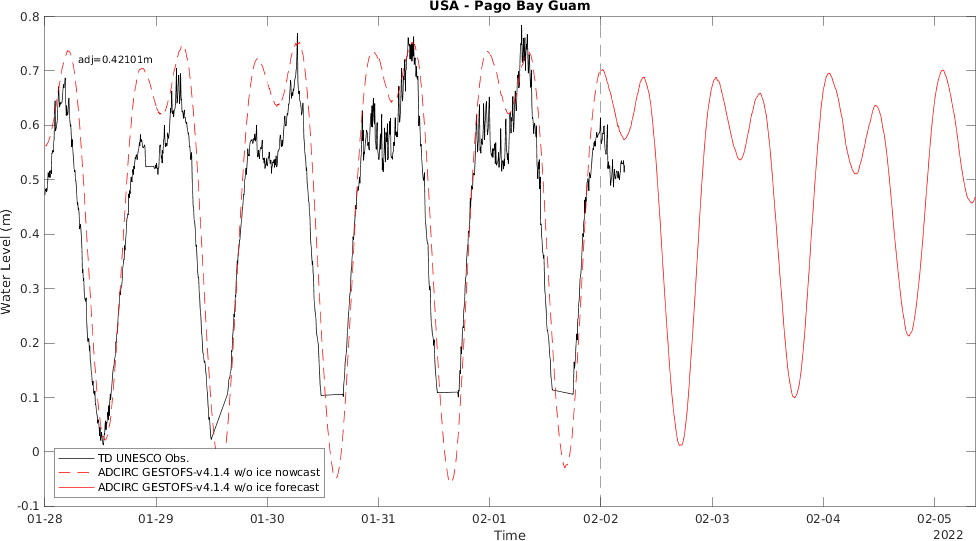 USA - Pago Bay Guam
adj=0.42101m
0.8
0.7
0.6
0.5
0.4
0.3
0.2
0.1
0
-0.1
Water Level (m)
TD UNESCO Obs.
ADCIRC GESTOFS-v4.1.4 w/o ice nowcast
ADCIRC GESTOFS-v4.1.4 w/o ice forecast
01-28 01-29 01-30 01-31 02-01 02-02 02-03 02-04 02-05
Time
2022